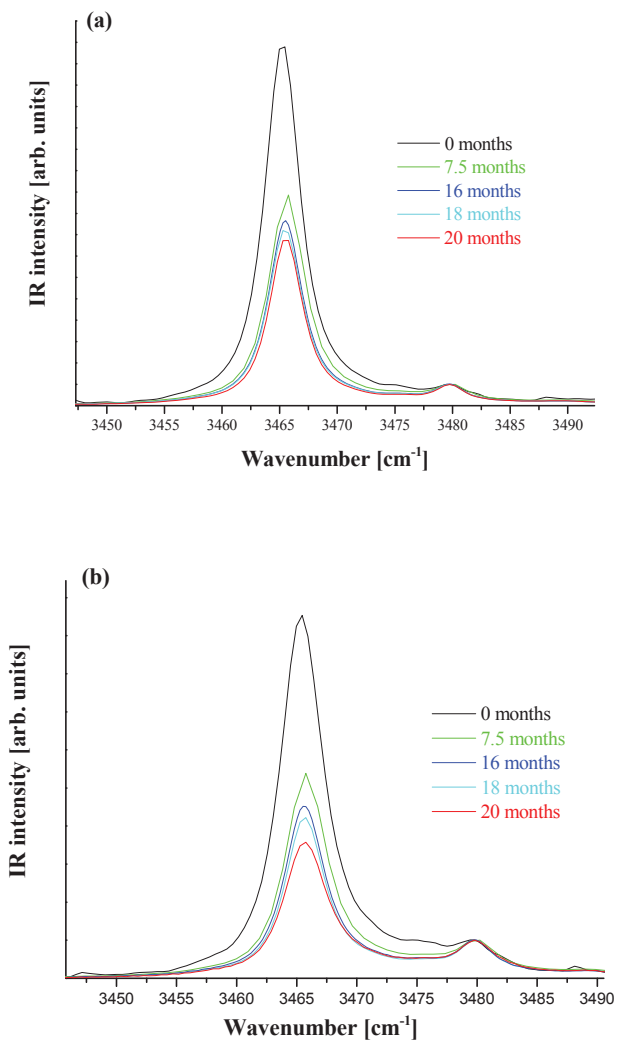 (a)
IR intensity [arb. units]
0 months
7.5 months
16 months
18 months
20 months
3450 3455 3460 3465 3470 3475 3480 3485 3490
Wavenumber [cm-1]
(b)
IR intensity [arb. units]
0 months
7.5 months
16 months
18 months
20 months
3450 3455 3460 3465 3470 3475 3480 3485 3490
Wavenumber [cm-1]